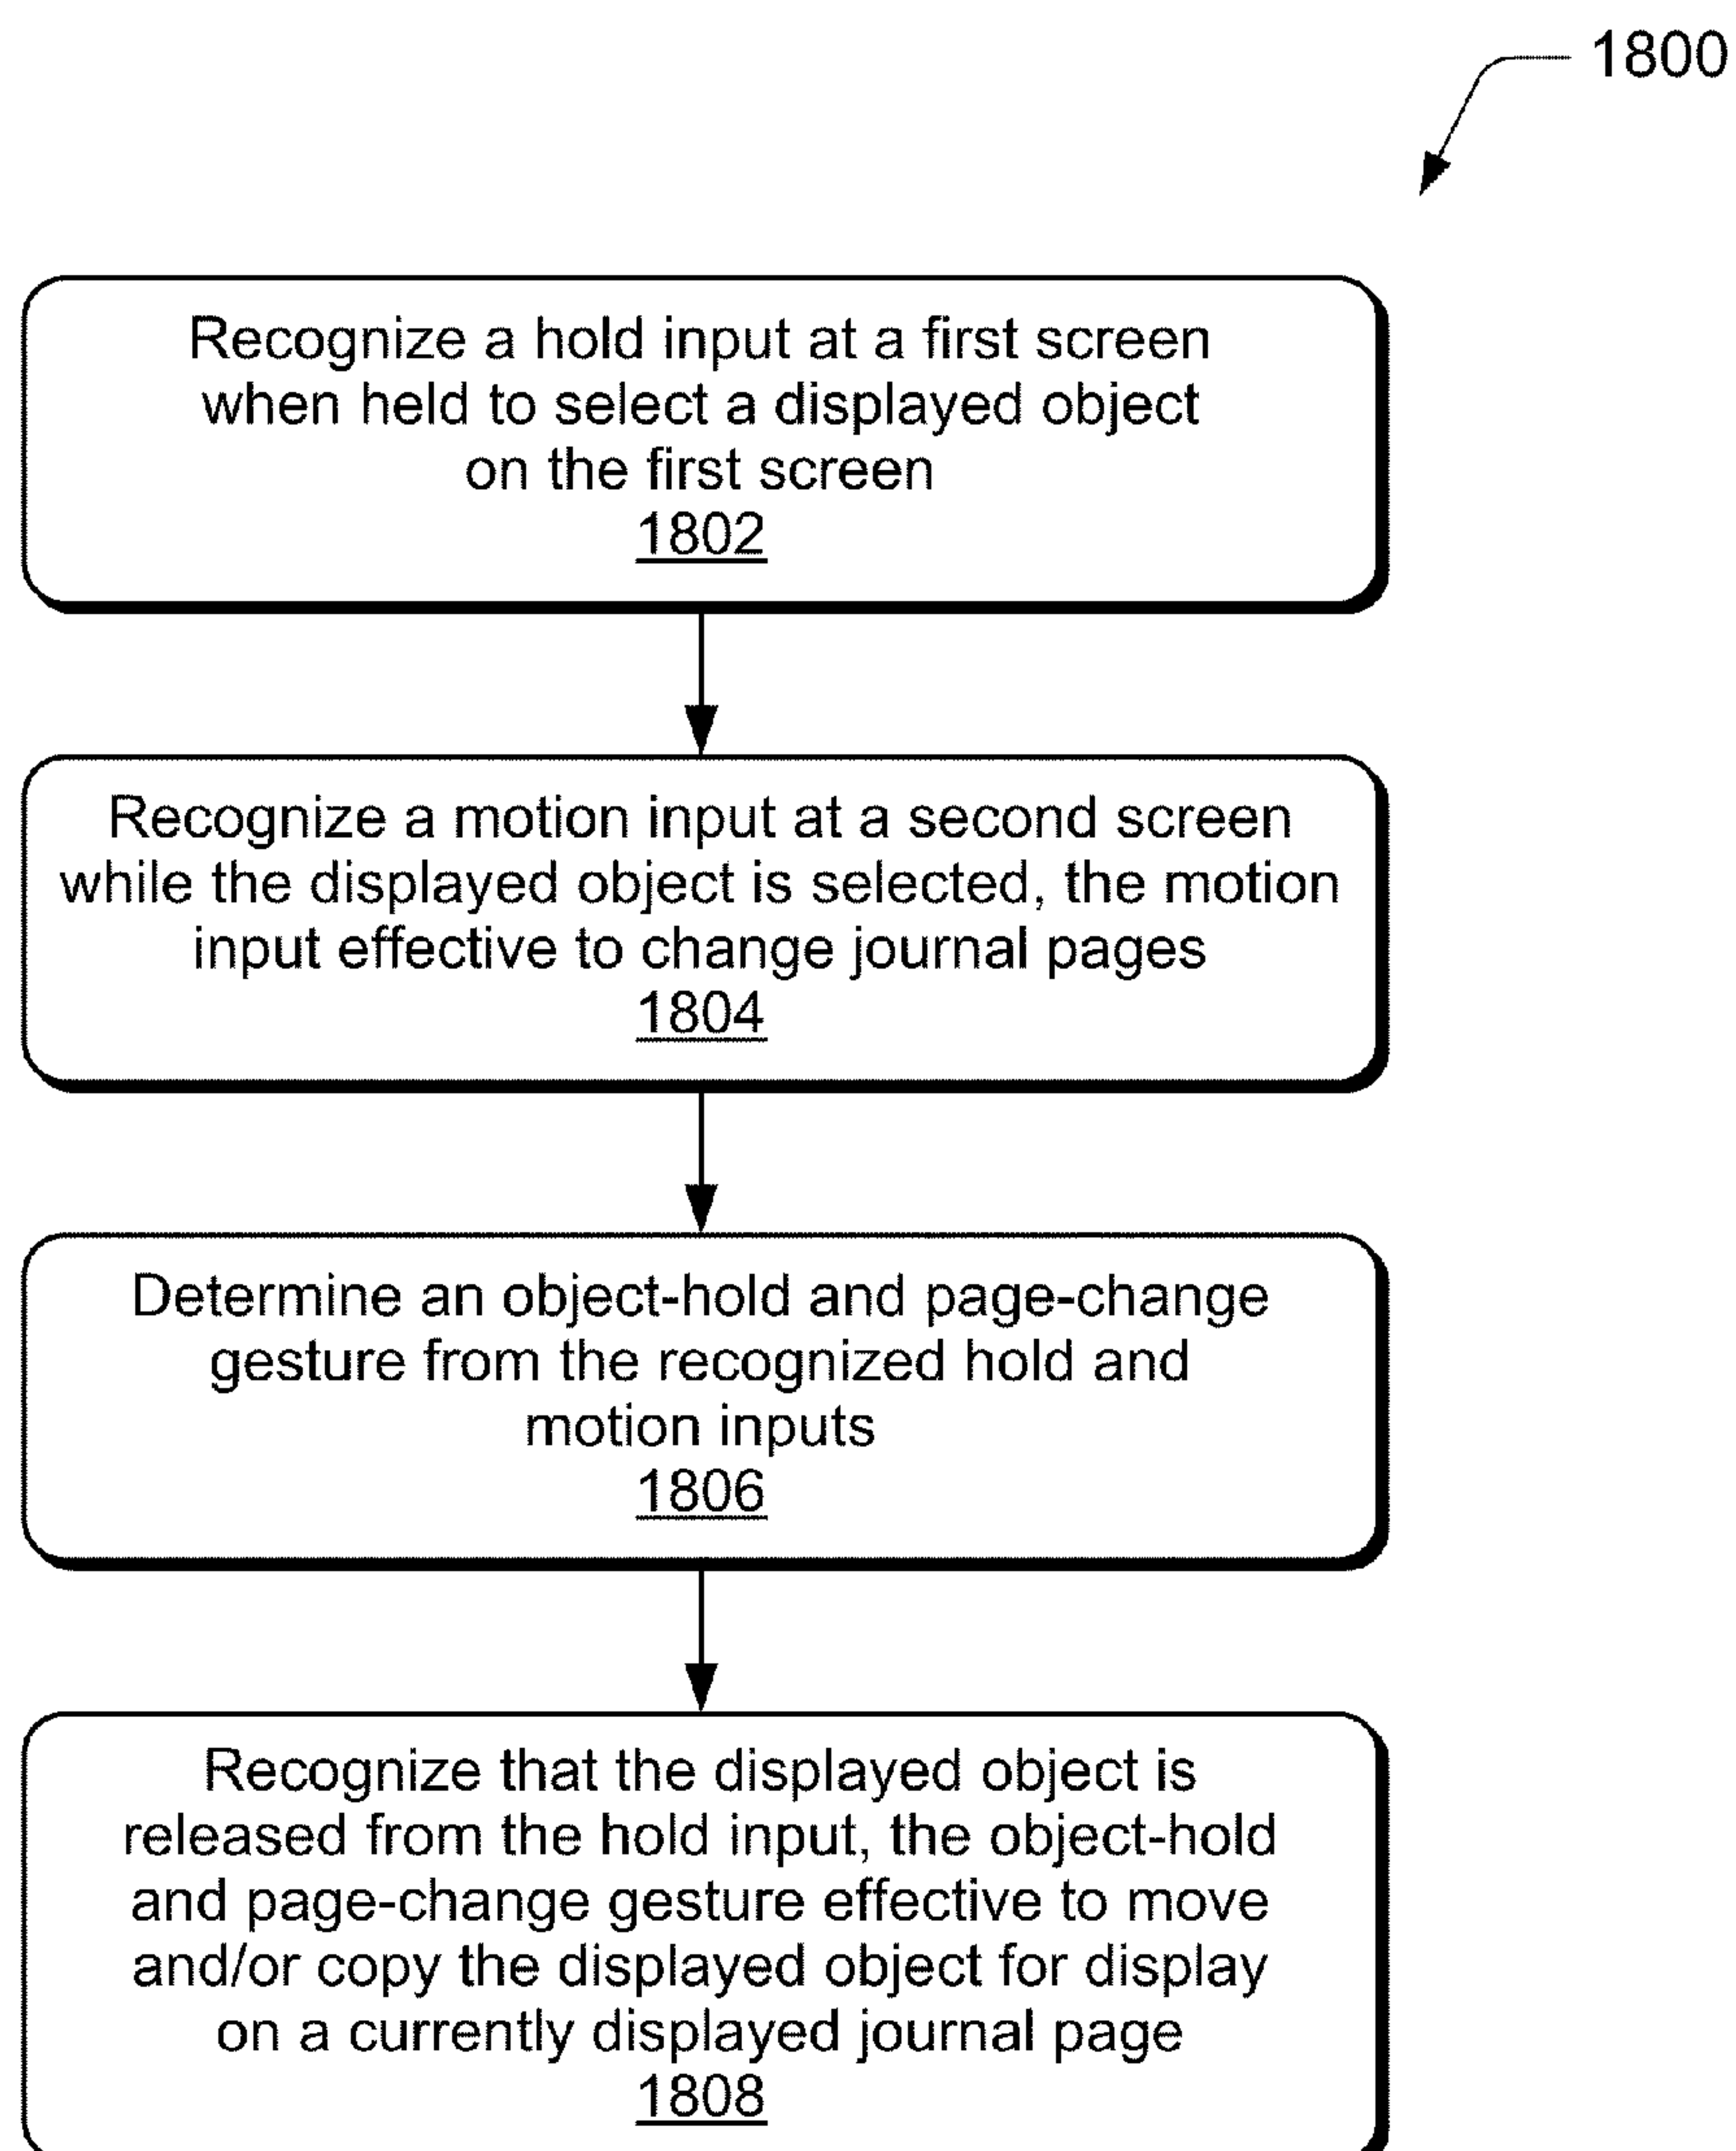 1800
Recognize a hold input at a first screen
when held to select a displayed object
on the first screen
1802
Recognize a motion input at a second screen
while the displayed object is selected, the motion
input effective to change journal pages
1804
Determine an object-hold and page-change
gesture from the recognized hold and
motion inputs
1806
Recognize that the displayed object is
released from the hold input, the object-hold
and page-change gesture effective to move
and/or copy the displayed object for display
on a currently displayed journal page
1808